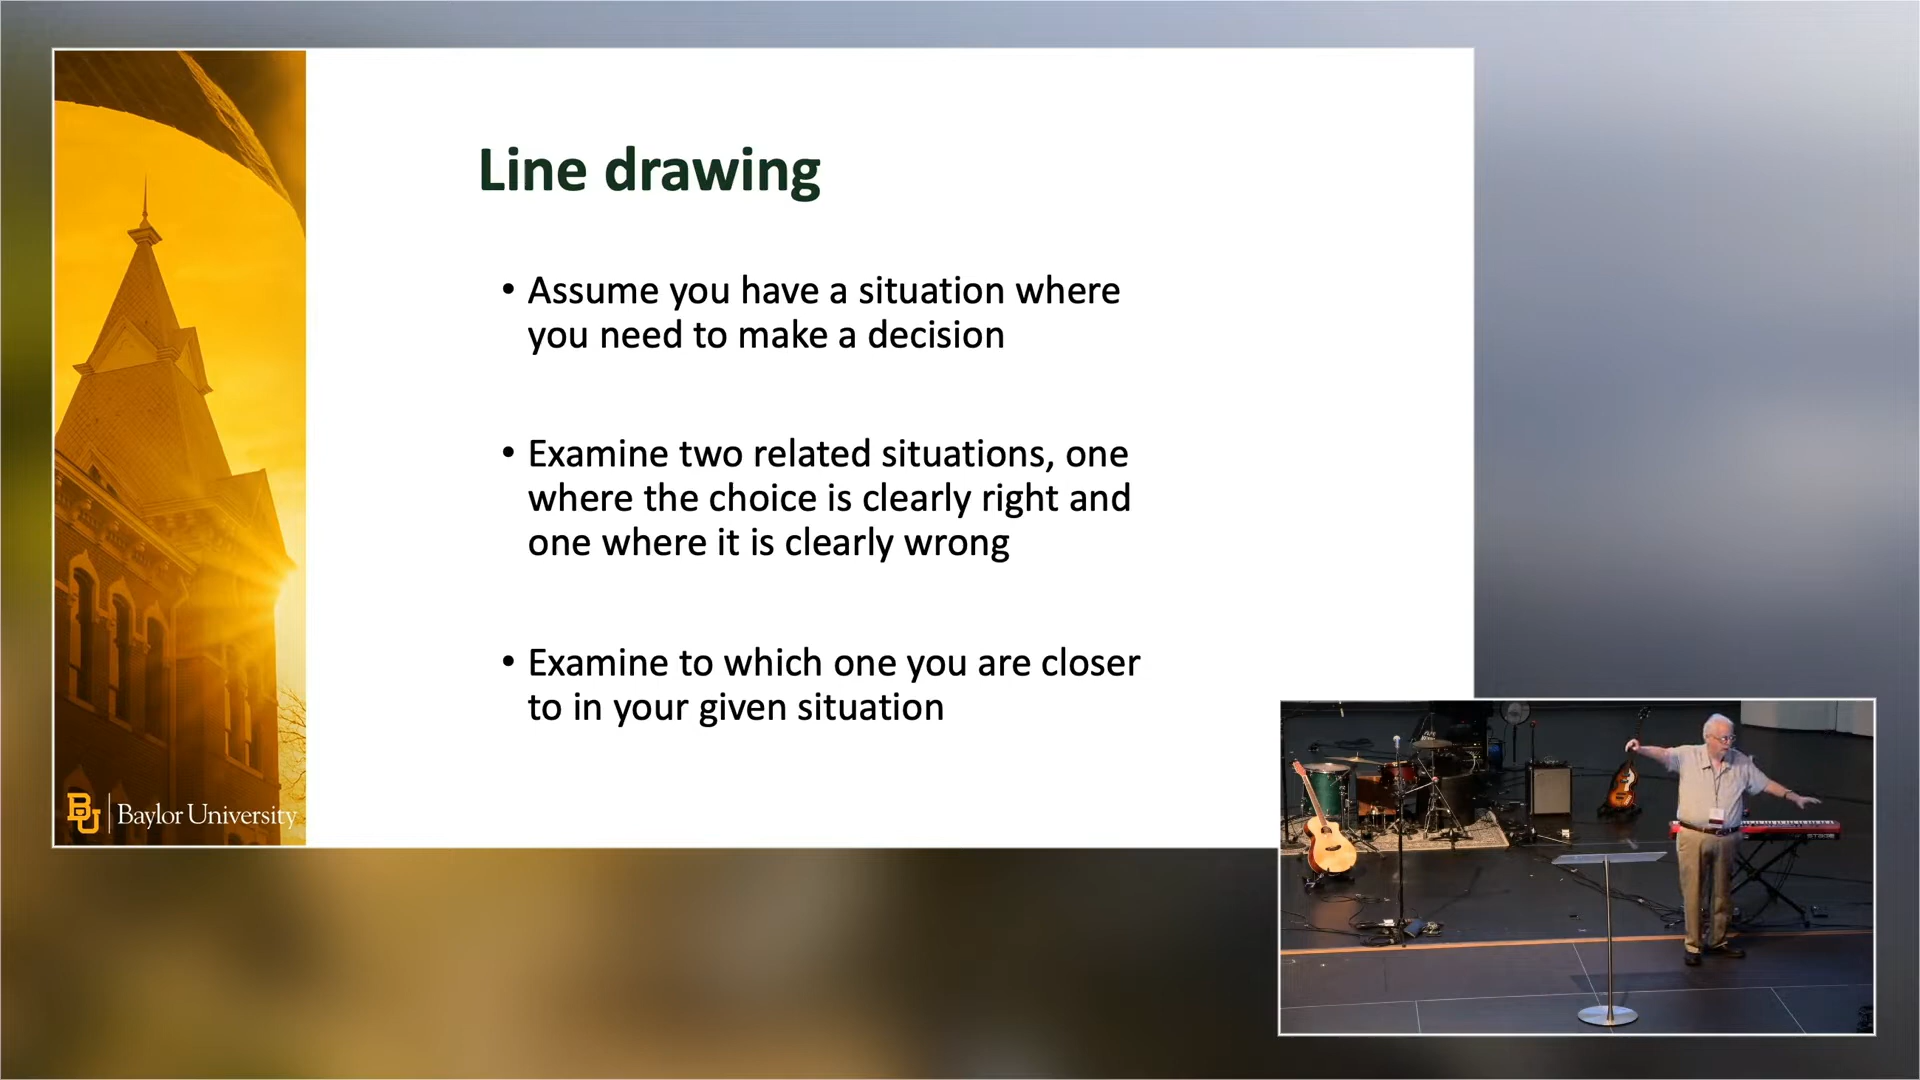 Line drawing
• Assume you have a situation where
you need to make a decision
• Examine two related situations, one
where the choice is clearly right and
one where it is clearly wrong
• Examine to which one you are closer
to in your given situation
BU | Baylor University
STAGE